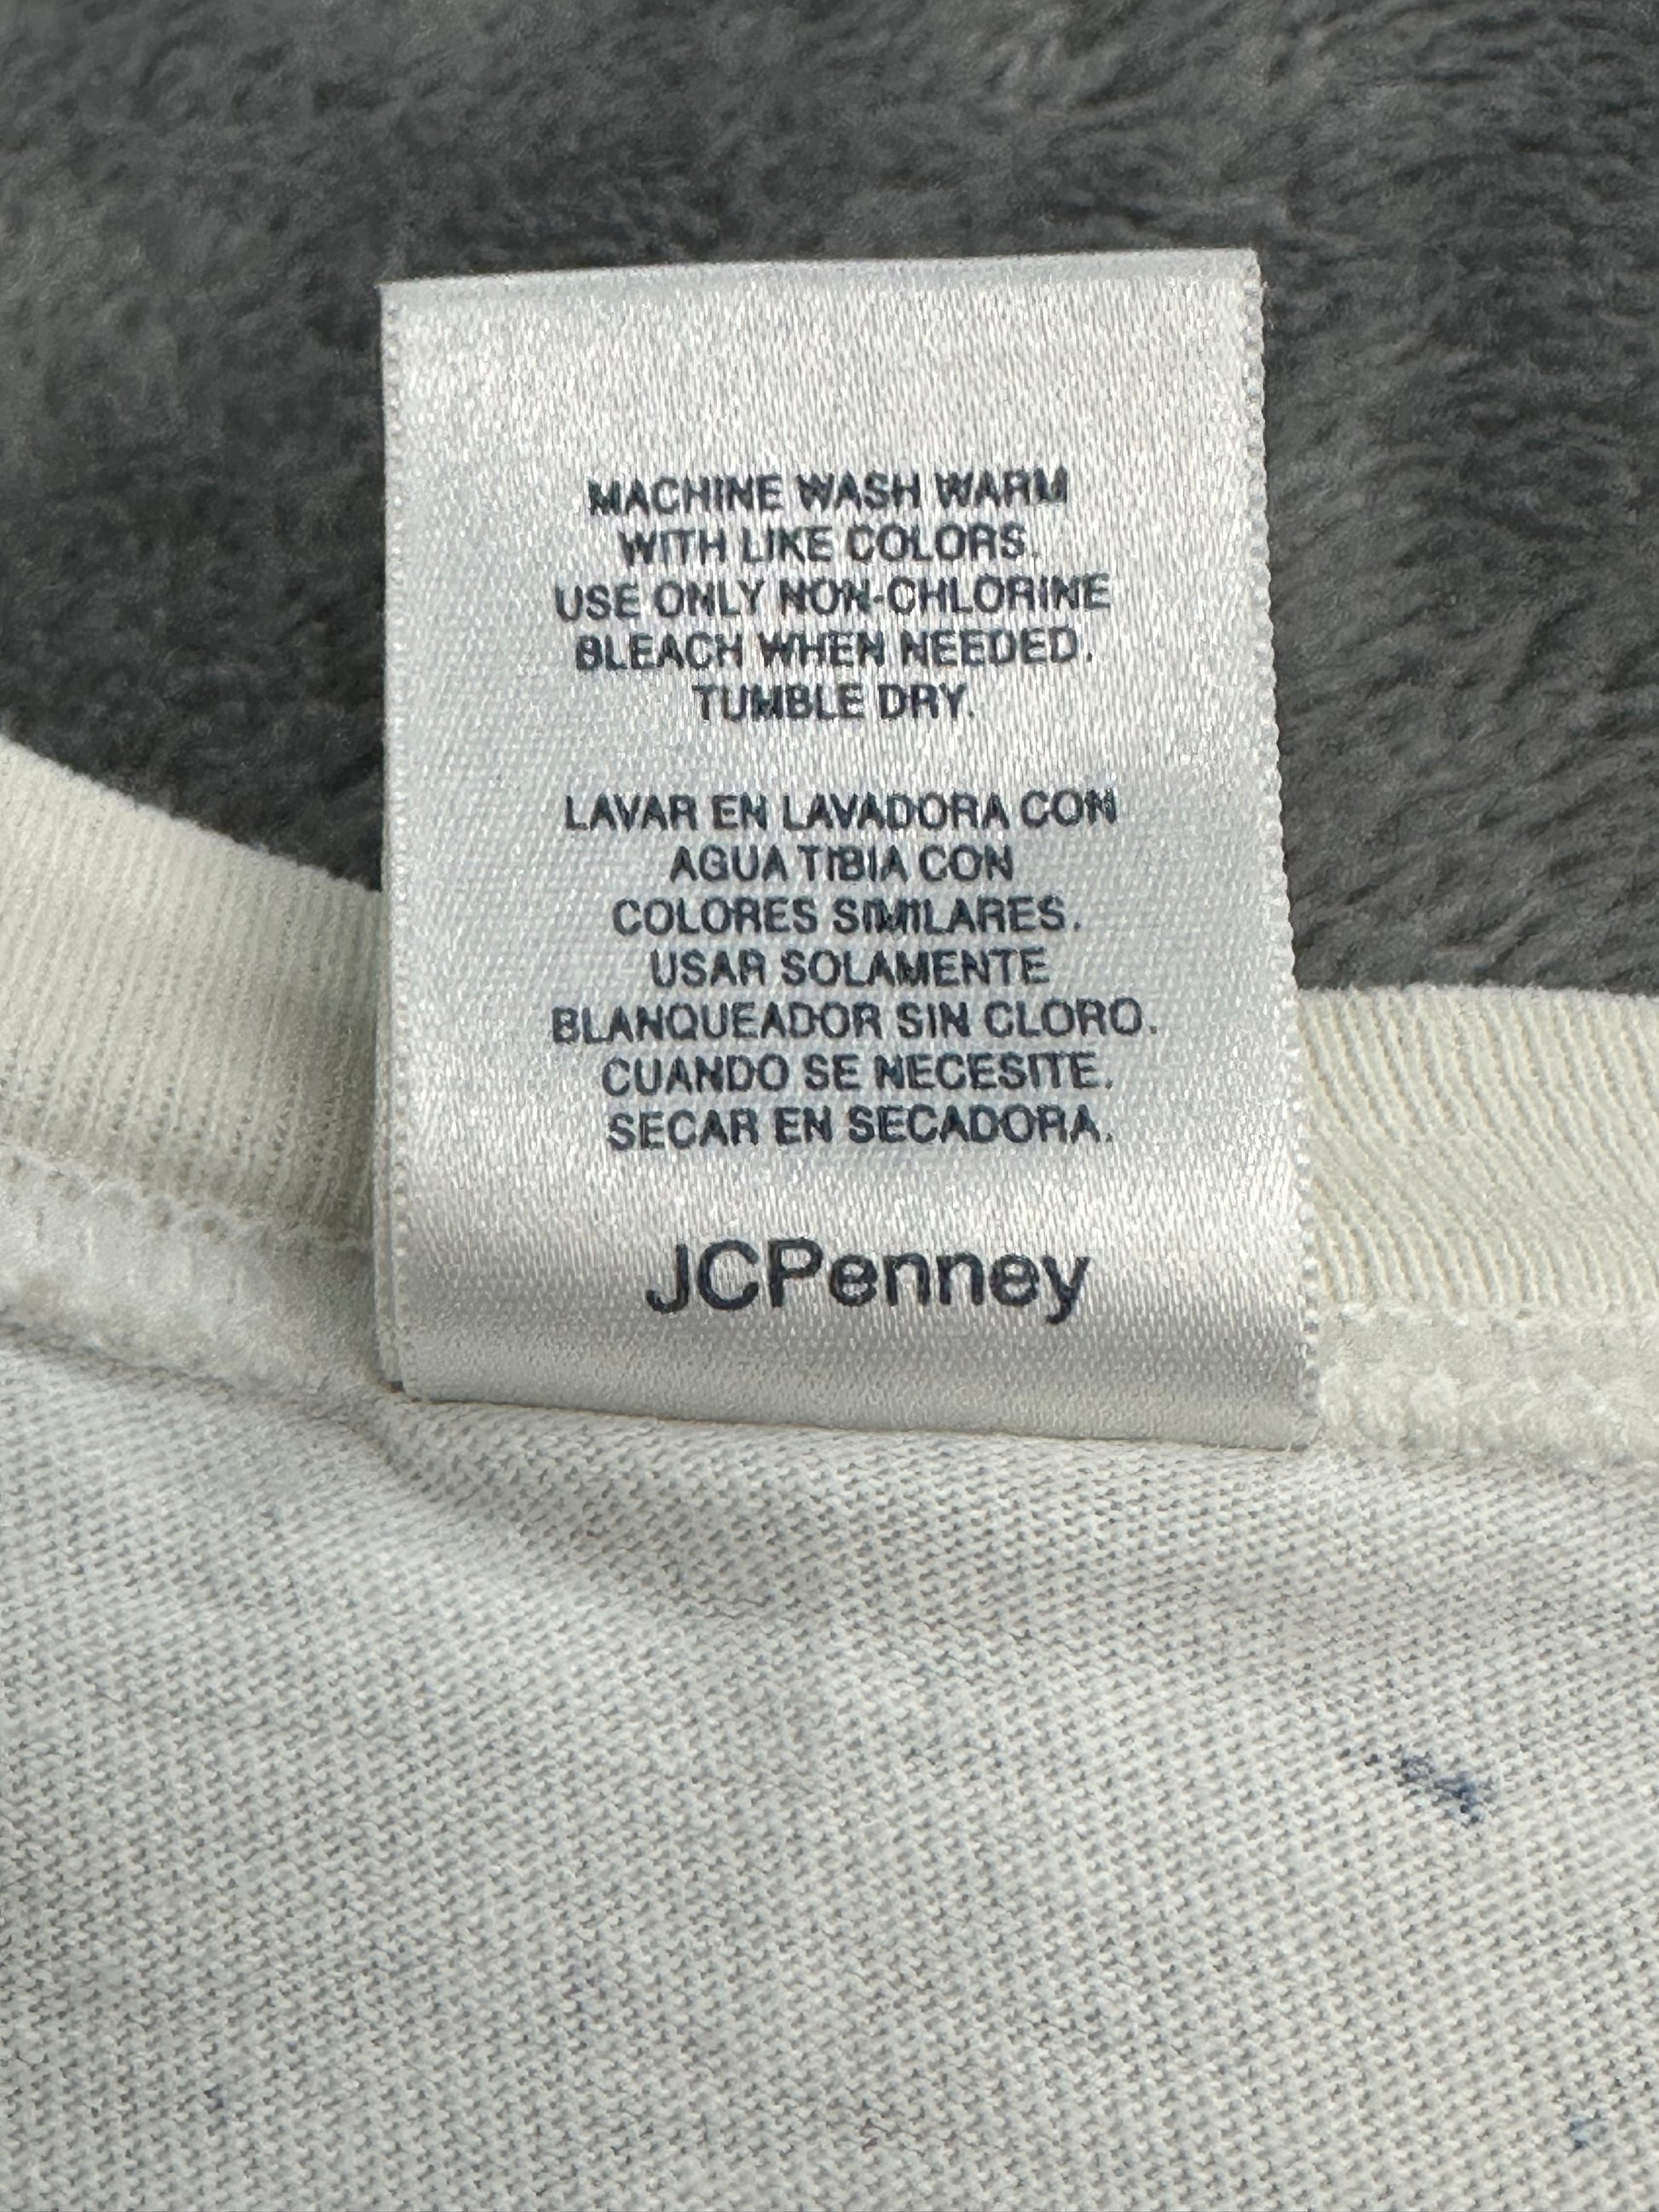 MACHINE WASH WARM
WITH LIKE COLORS.
USE ONLY NON-CHLORINE
BLEACH WHEN NEEDED.
TUMBLE DRY.
LAVAR EN LAVADORA CON
AGUA TIBIA CON
COLORES SIMILARES.
USAR SOLAMENTE
BLANQUEADOR SIN CLORO.
CUANDO SE NECESITE.
SECAR EN SECADORA.
JCPenney